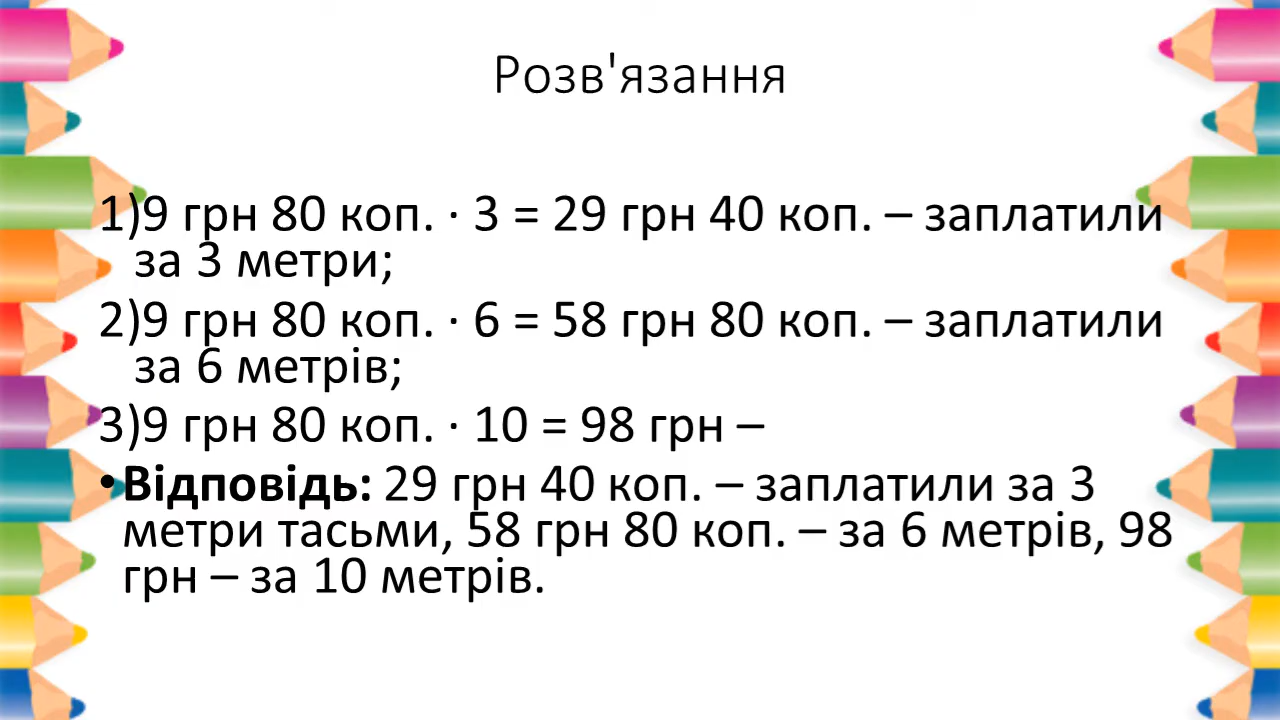 Розв'язання
1)9 грн 80 коп. · 3 = 29 грн 40 коп. – заплатили
за 3 метри;
2)9 грн 80 коп. · 6 = 58 грн 80 коп. – заплатили
за 6 метрів;
3)9 грн 80 коп. · 10 = 98 грн –
•Відповідь: 29 грн 40 коп. – заплатили за 3
метри тасьми, 58 грн 80 коп. – за 6 метрів, 98
грн – за 10 метрів.